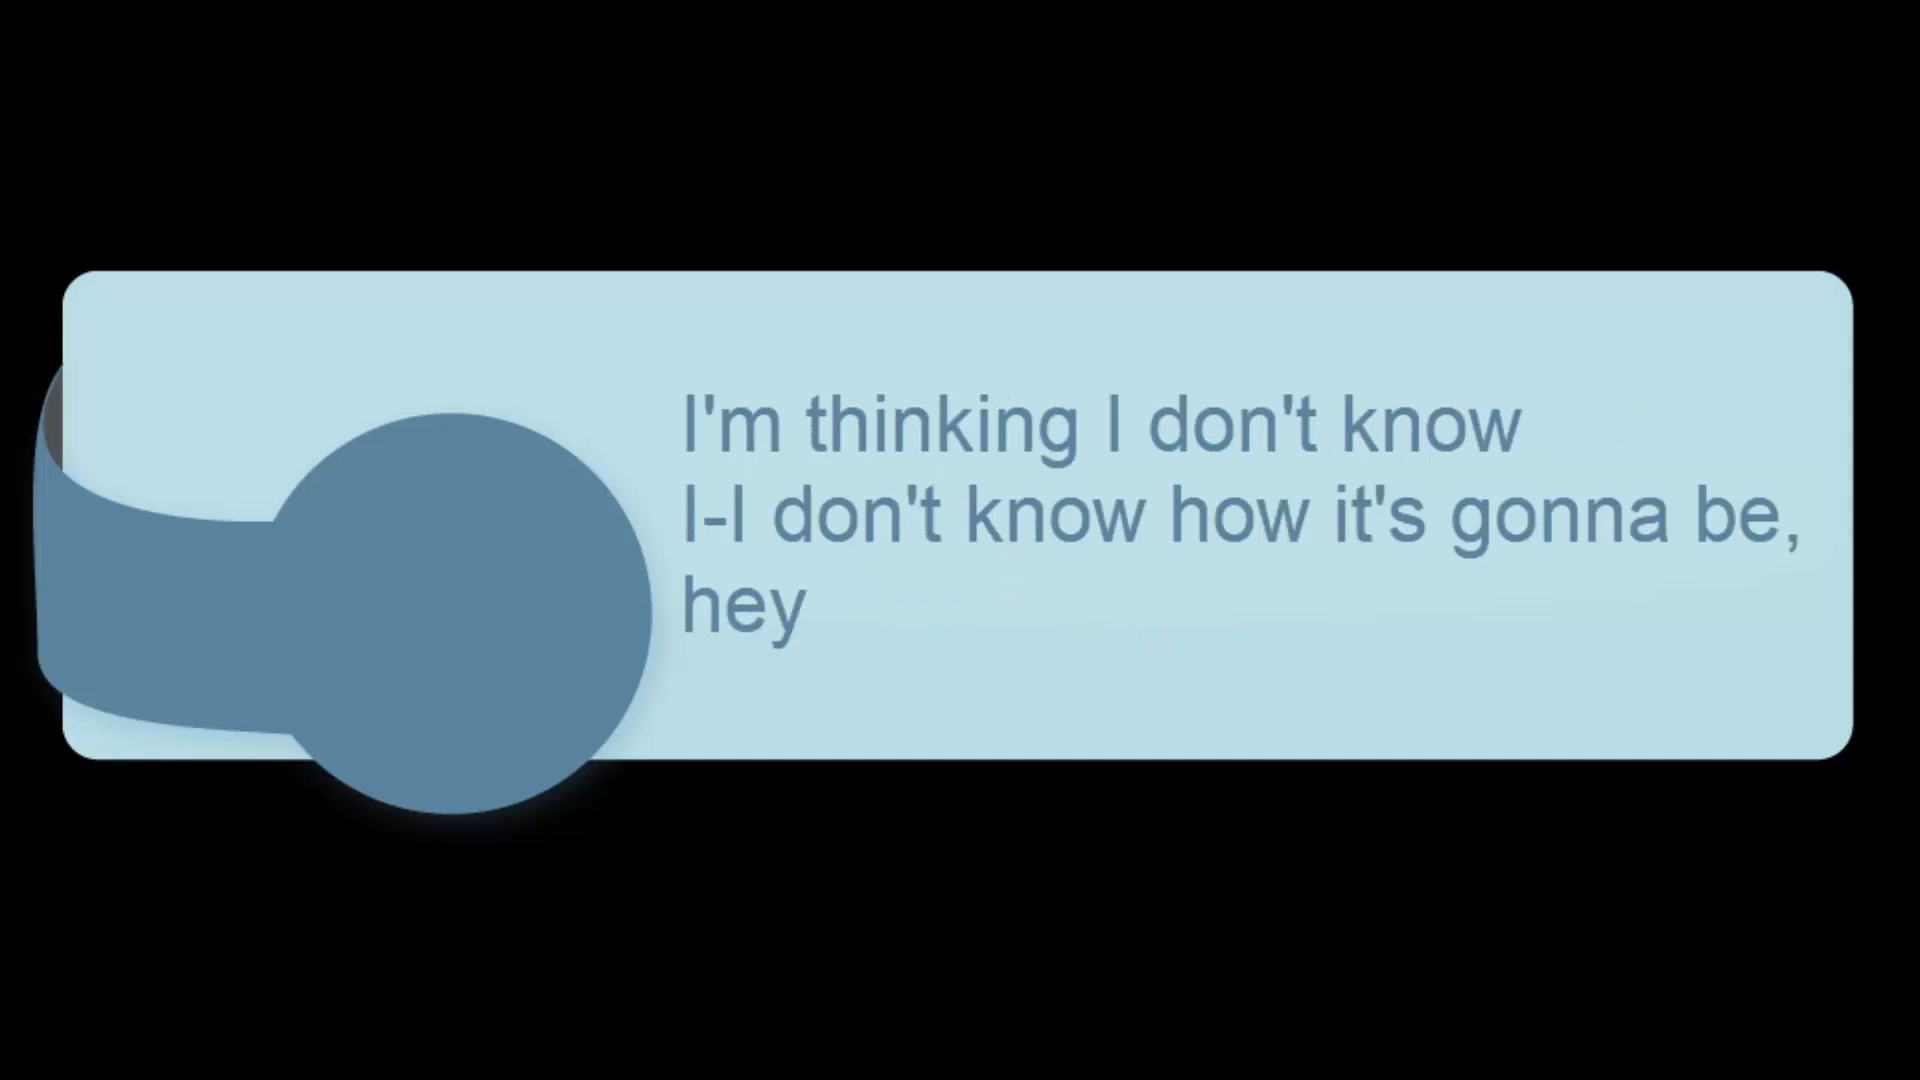 I'm thinking I don't know
I-I don't know how it's gonna be,
hey